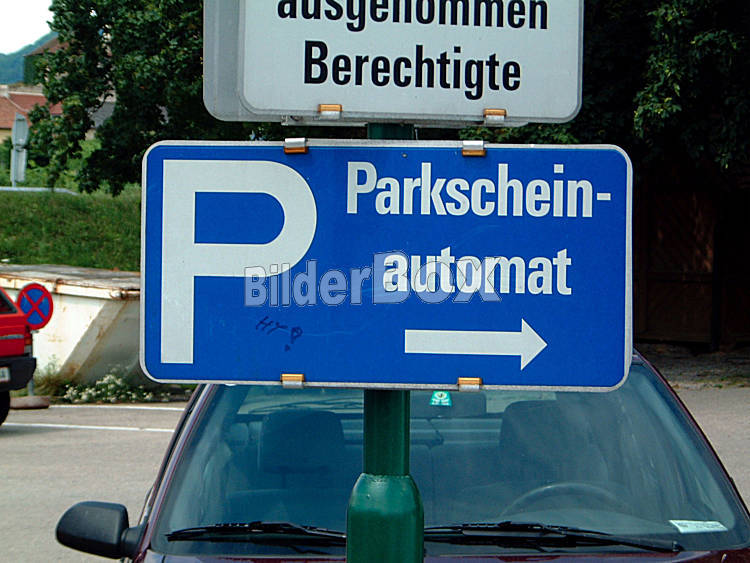 ausgenommen
Berechtigte
P
Parkschein-
automat
BilderBOX